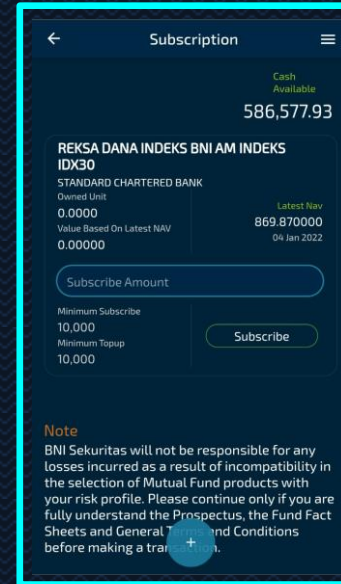 Subscription
Cash
Available
586,577.93
REKSA DANA INDEKS BNI AM INDEKS
IDX30
STANDARD CHARTERED BANK
Owned Unit
0.0000
Value Based On Latest NAV
0.00000
Latest Nav
869.870000
04 Jan 2022
Subscribe Amount
Minimum Subscribe
10,000
Minimum Topup
10,000
Subscribe
Note
BNI Sekuritas will not be responsible for any
losses incurred as a result of incompatibility in
the selection of Mutual Fund products with
your risk profile. Please continue only if you are
fully understand the Prospectus, the Fund Fact
Sheets and General Terms and Conditions
before making a transaction.
+